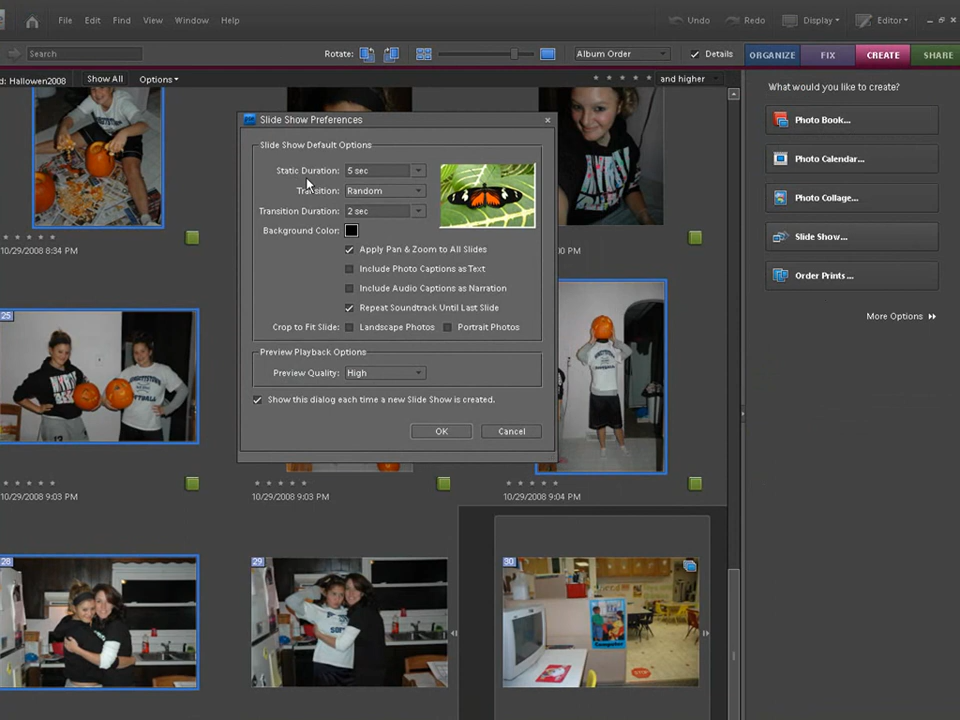 File Edit Find View Window Help Undo Redo Display Editor
Search Rotate: Album Order Details ORGANIZE FIX CREATE SHARE
d: Hallowen2008 Show All Options and higher
What would you like to create?
Photo Book...
Photo Calendar...
Photo Collage...
Slide Show...
Order Prints...
More Options
Slide Show Preferences
Slide Show Default Options
Static Duration: 5 sec
Transition: Random
Transition Duration: 2 sec
Background Color:
Apply Pan & Zoom to All Slides
Include Photo Captions as Text
Include Audio Captions as Narration
Repeat Soundtrack Until Last Slide
Crop to Fit Slide: Landscape Photos Portrait Photos
Preview Playback Options
Preview Quality: High
Show this dialog each time a new Slide Show is created.
OK Cancel
10/29/2008 8:34 PM
00 PM
25
10/29/2008 9:03 PM
10/29/2008 9:03 PM
10/29/2008 9:04 PM
28
29
30
Computer